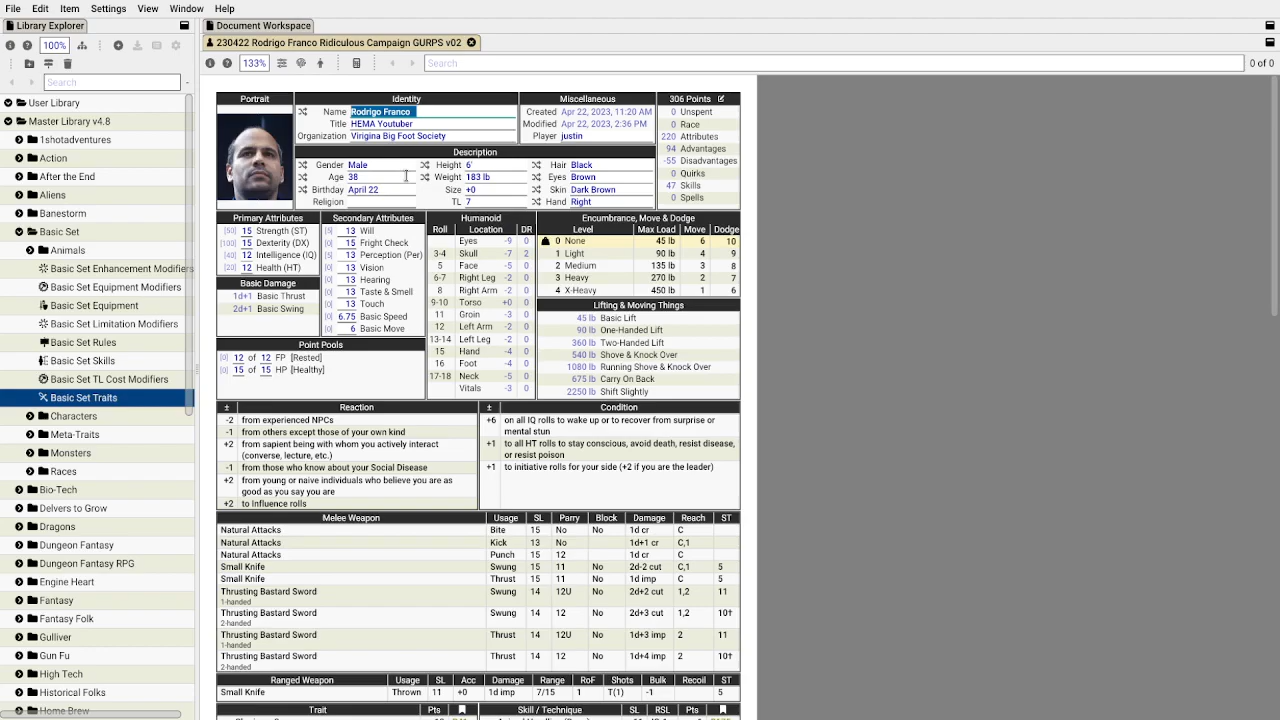 File Edit Item Settings View Window Help
Library Explorer
100%
Search
User Library
Master Library v4.8
1shotadventures
Action
After the End
Aliens
Banestorm
Basic Set
Animals
Basic Set Enhancement Modifiers
Basic Set Equipment Modifiers
Basic Set Equipment
Basic Set Limitation Modifiers
Basic Set Rules
Basic Set Skills
Basic Set TL Cost Modifiers
Basic Set Traits
Characters
Meta-Traits
Monsters
Races
Bio-Tech
Delvers to Grow
Dragons
Dungeon Fantasy
Dungeon Fantasy RPG
Engine Heart
Fantasy
Fantasy Folk
Gulliver
Gun Fu
High Tech
Historical Folks
Home Brew
Document Workspace
230422 Rodrigo Franco Ridiculous Campaign GURPS v02
133% Search 0 of 0
Portrait
Identity
Name Rodrigo Franco
Title HEMA Youtuber
Organization Virigina Big Foot Society
Miscellaneous
Created Apr 22, 2023, 11:20 AM
Modified Apr 22, 2023, 2:36 PM
Player justin
306 Points
0 Unspent
0 Race
220 Attributes
94 Advantages
-55 Disadvantages
0 Quirks
47 Skills
0 Spells
Description
Gender Male Height 6' Hair Black
Age 38 Weight 183 lb Eyes Brown
Birthday April 22 Size +0 Skin Dark Brown
Religion TL 7 Hand Right
Primary Attributes
[50] 15 Strength (ST)
[100] 15 Dexterity (DX)
[40] 12 Intelligence (IQ)
[20] 12 Health (HT)
Basic Damage
1d+1 Basic Thrust
2d+1 Basic Swing
Secondary Attributes
[5] 13 Will
[0] 15 Fright Check
[5] 13 Perception (Per)
[0] 13 Vision
[0] 13 Hearing
[0] 13 Taste & Smell
[0] 13 Touch
[0] 6.75 Basic Speed
[0] 6 Basic Move
Point Pools
[0] 12 of 12 FP [Rested]
[0] 15 of 15 HP [Healthy]
Humanoid
Roll Location DR
Eyes -9 0
3-4 Skull -7 2
5 Face -5 0
6-7 Right Leg -2 0
8 Right Arm -2 0
9-10 Torso +0 0
11 Groin -3 0
12 Left Arm -2 0
13-14 Left Leg -2 0
15 Hand -4 0
16 Foot -4 0
17-18 Neck -5 0
Vitals -3 0
Encumbrance, Move & Dodge
Level Max Load Move Dodge
0 None 45 lb 6 10
1 Light 90 lb 4 9
2 Medium 135 lb 3 8
3 Heavy 270 lb 2 7
4 X-Heavy 450 lb 1 6
Lifting & Moving Things
45 lb Basic Lift
90 lb One-Handed Lift
360 lb Two-Handed Lift
540 lb Shove & Knock Over
1080 lb Running Shove & Knock Over
675 lb Carry On Back
2250 lb Shift Slightly
± Reaction
-2 from experienced NPCs
-1 from others except those of your own kind
+2 from sapient being with whom you actively interact
(converse, lecture, etc.)
-1 from those who know about your Social Disease
+2 from young or naive individuals who believe you are as
good as you say you are
+2 to Influence rolls
± Condition
+6 on all IQ rolls to wake up or to recover from surprise or
mental stun
+1 to all HT rolls to stay conscious, avoid death, resist disease,
or resist poison
+1 to initiative rolls for your side (+2 if you are the leader)
Melee Weapon Usage SL Parry Block Damage Reach ST
Natural Attacks Bite 15 No No 1d cr C
Natural Attacks Kick 13 No 1d+1 cr C,1
Natural Attacks Punch 15 12 1d cr C
Small Knife Swung 15 11 No 2d-2 cut C,1 5
Small Knife Thrust 15 11 No 1d imp C 5
Thrusting Bastard Sword Swung 14 12U No 2d+2 cut 1,2 11
1-handed
Thrusting Bastard Sword Swung 14 12 No 2d+3 cut 1,2 10†
2-handed
Thrusting Bastard Sword Thrust 14 12U No 1d+3 imp 2 11
1-handed
Thrusting Bastard Sword Thrust 14 12 No 1d+4 imp 2 10†
2-handed
Ranged Weapon Usage SL Acc Damage Range RoF Shots Bulk Recoil ST
Small Knife Thrown 11 +0 1d imp 7/15 1 T(1) -1 5
Trait Pts Skill / Technique SL RSL Pts